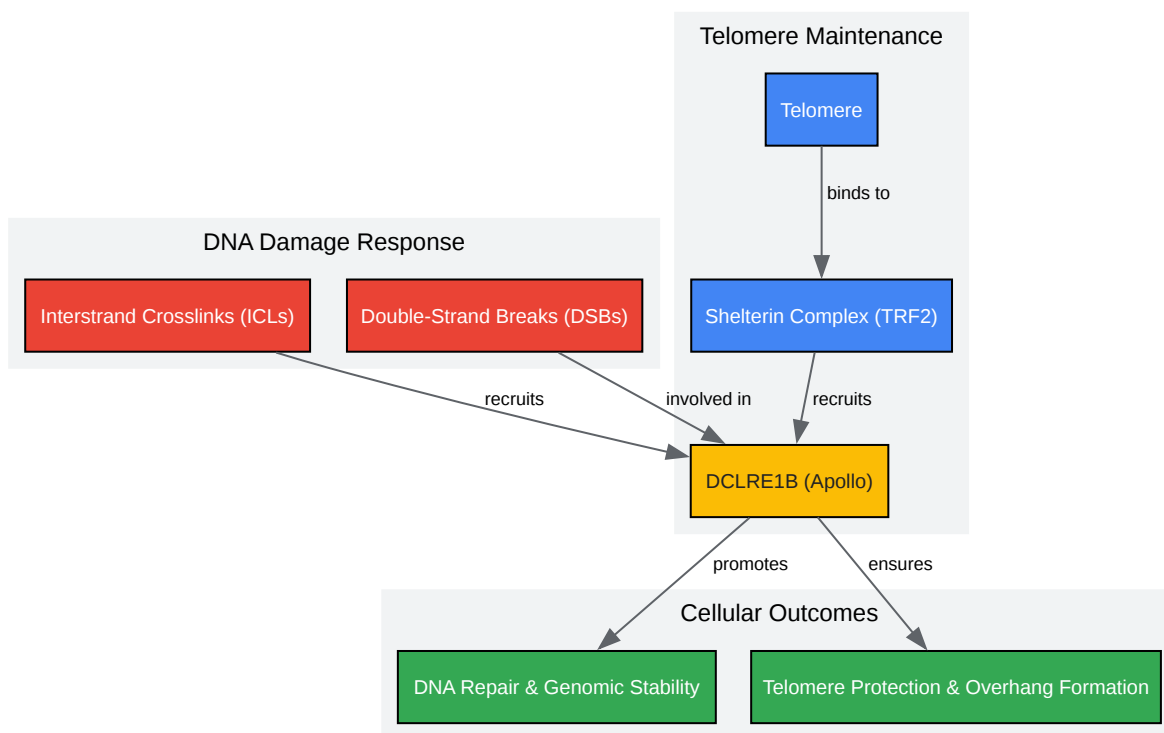 Telomere Maintenance
Telomere
binds to
DNA Damage Response
Interstrand Crosslinks (ICLs)
Double-Strand Breaks (DSBs)
Shelterin Complex (TRF2)
recruits
involved in
recruits
DCLRE1B (Apollo)
promotes
ensures
Cellular Outcomes
DNA Repair & Genomic Stability
Telomere Protection & Overhang Formation